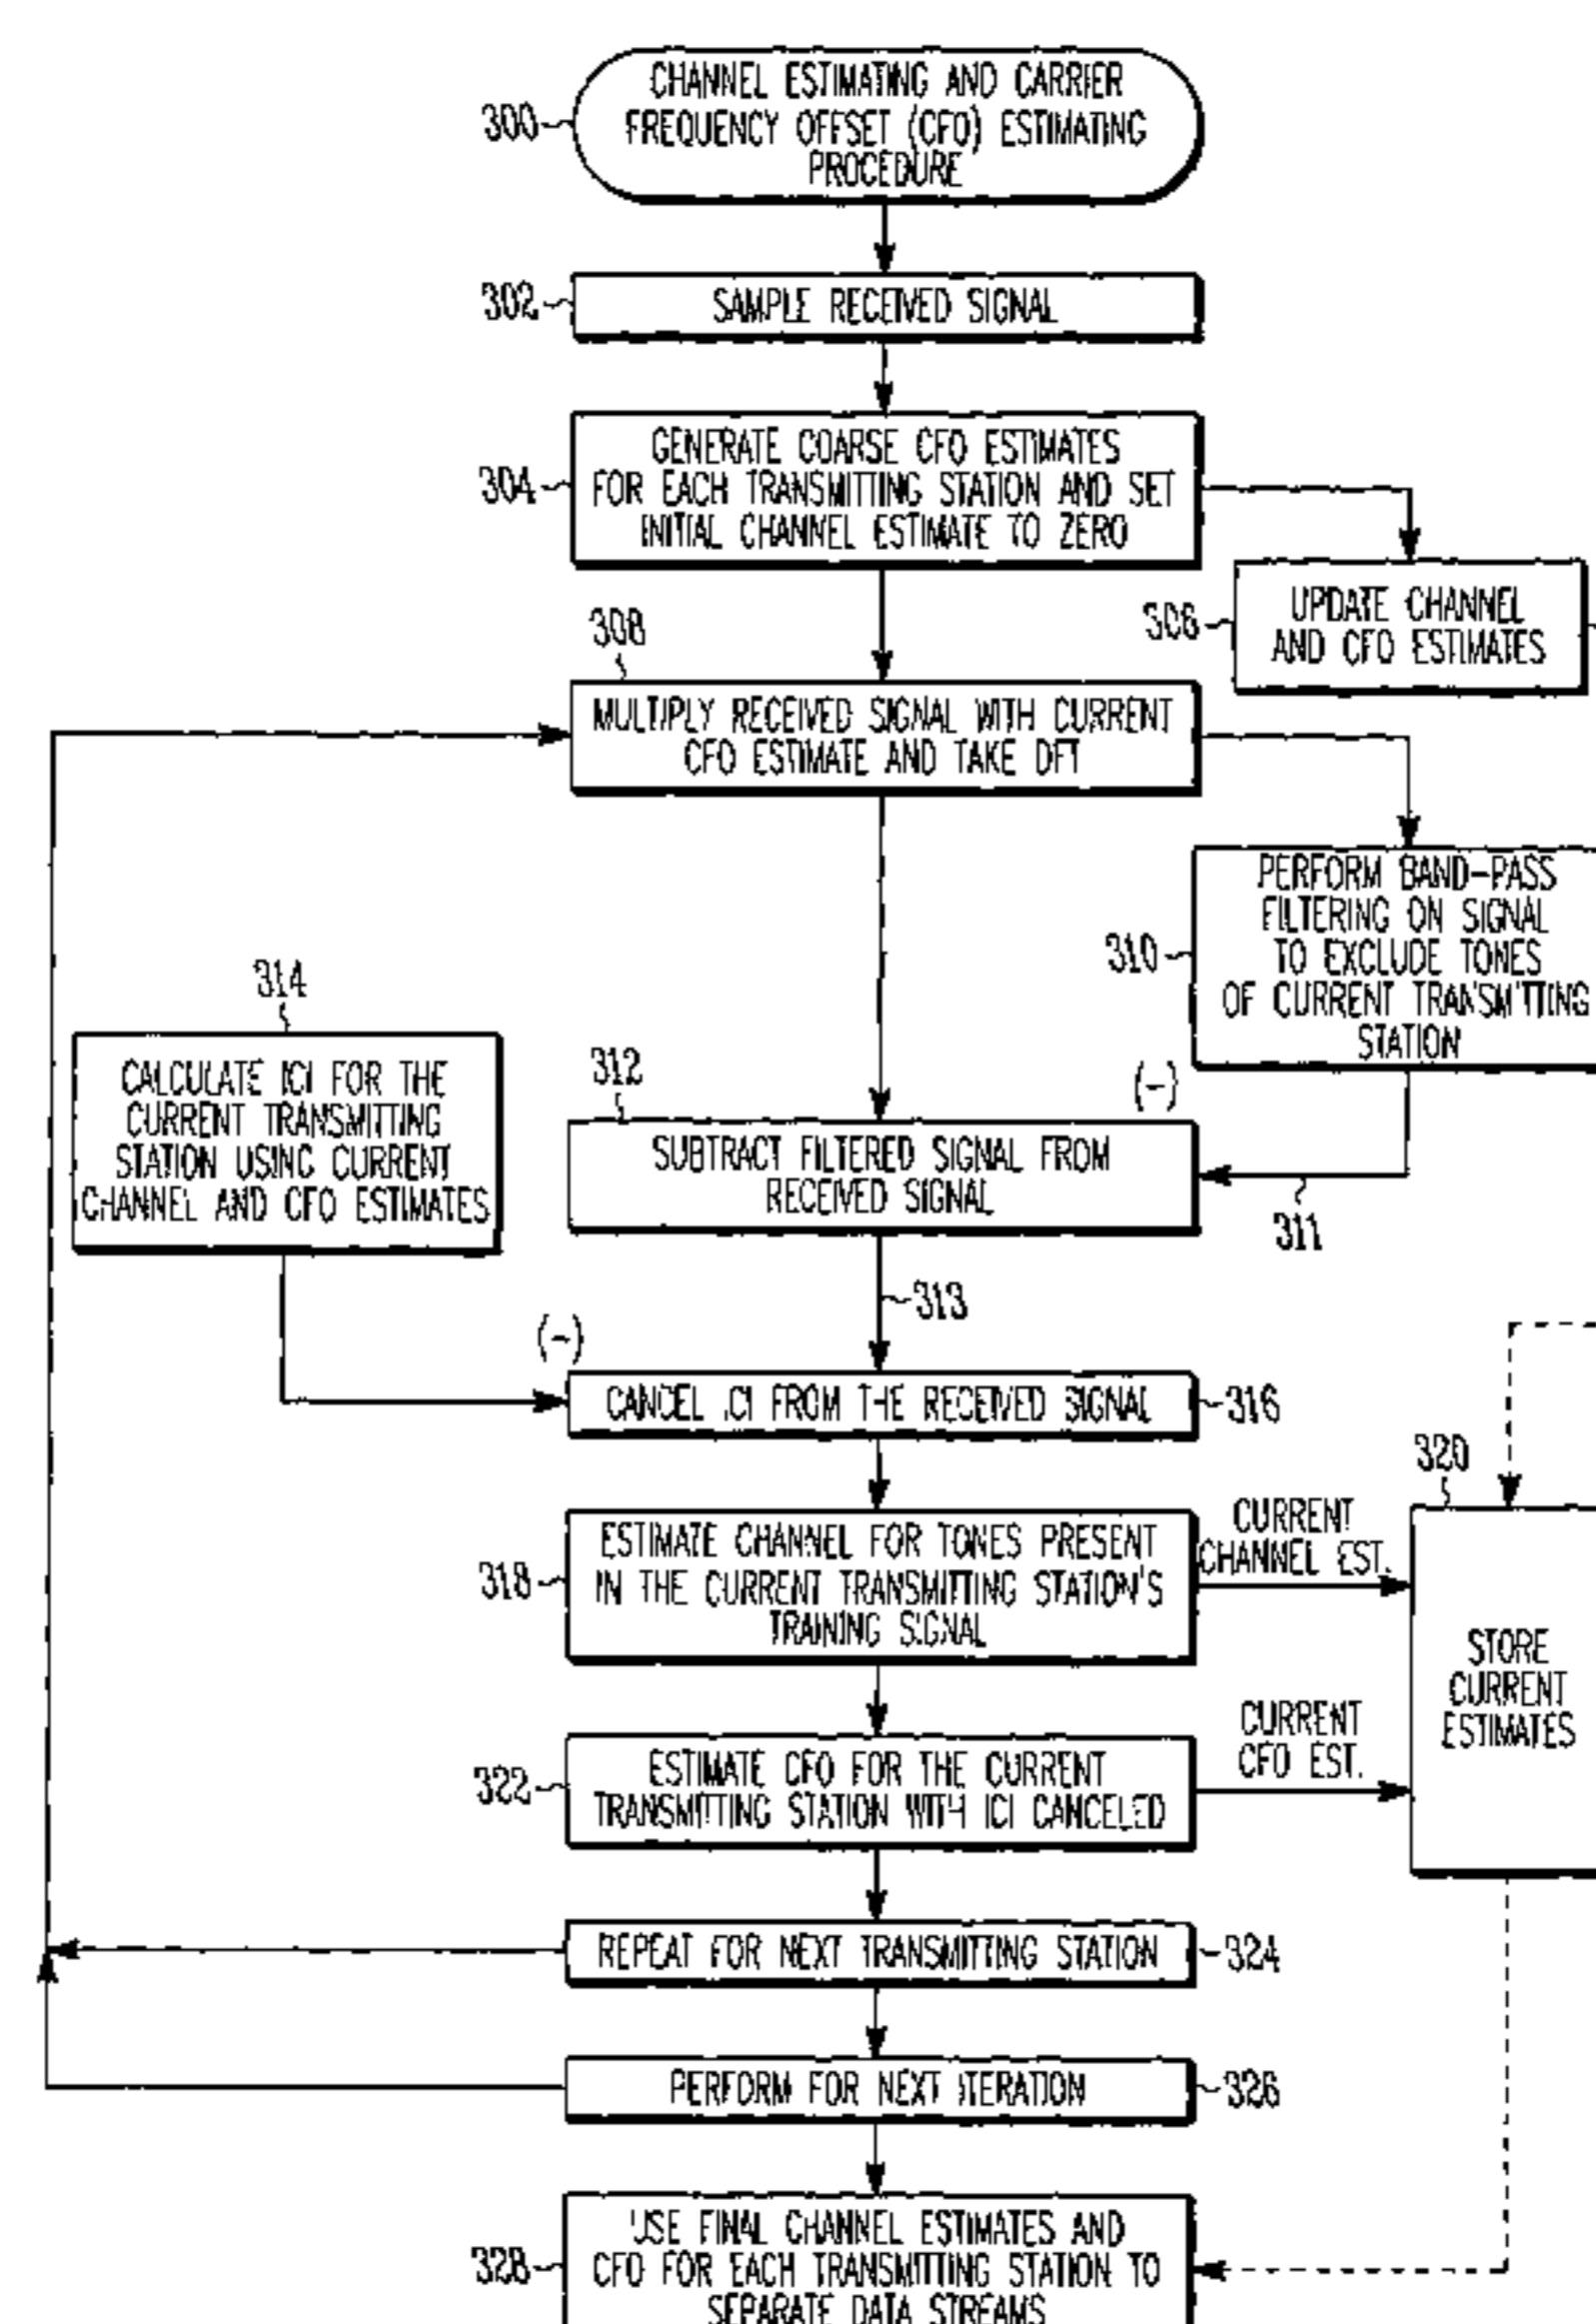 CHANNEL ESTIMATING AND CARRIER
FREQUENCY OFFSET (CFO) ESTIMATING
PROCEDURE
300
302
SAMPLE RECEIVED SIGNAL
304
GENERATE COARSE CFO ESTIMATES
FOR EACH TRANSMITTING STATION AND SET
INITIAL CHANNEL ESTIMATE TO ZERO
306
UPDATE CHANNEL
AND CFO ESTIMATES
308
MULTIPLY RECEIVED SIGNAL WITH CURRENT
CFO ESTIMATE AND TAKE DFT
310
PERFORM BAND-PASS
FILTERING ON SIGNAL
TO EXCLUDE TONES
OF CURRENT TRANSMITTING
STATION
314
CALCULATE ICI FOR THE
CURRENT TRANSMITTING
STATION USING CURRENT
CHANNEL AND CFO ESTIMATES
312
(-)
SUBTRACT FILTERED SIGNAL FROM
RECEIVED SIGNAL
311
313
(-)
CANCEL ICI FROM THE RECEIVED SIGNAL
316
318
ESTIMATE CHANNEL FOR TONES PRESENT
IN THE CURRENT TRANSMITTING STATION'S
TRAINING SIGNAL
CURRENT
CHANNEL EST.
320
STORE
CURRENT
ESTIMATES
322
ESTIMATE CFO FOR THE CURRENT
TRANSMITTING STATION WITH ICI CANCELED
CURRENT
CFO EST.
REPEAT FOR NEXT TRANSMITTING STATION
324
PERFORM FOR NEXT ITERATION
326
328
USE FINAL CHANNEL ESTIMATES AND
CFO FOR EACH TRANSMITTING STATION TO
SEPARATE DATA STREAMS